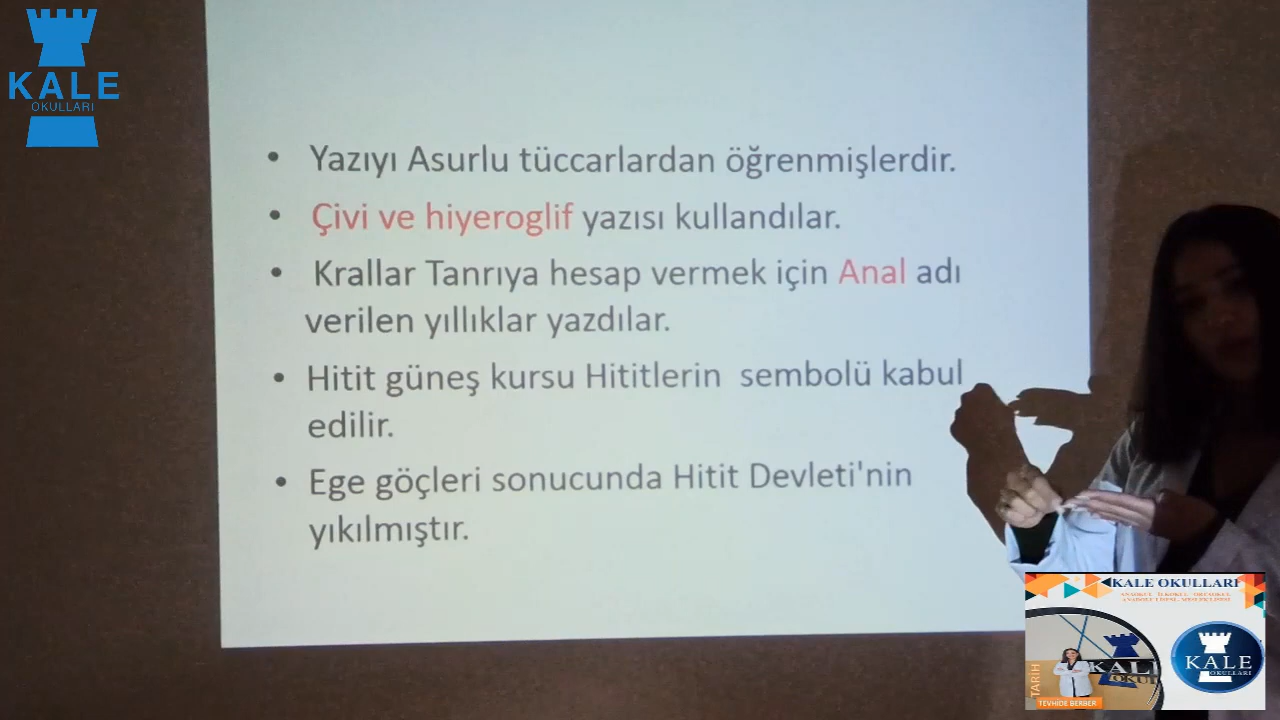 KALE
OKULLARI
• Yazıyı Asurlu tüccarlardan öğrenmişlerdir.
• Çivi ve hiyeroglif yazısı kullandılar.
• Krallar Tanrıya hesap vermek için Anal adı
verilen yıllıklar yazdılar.
• Hitit güneş kursu Hititlerin sembolü kabul
edilir.
• Ege göçleri sonucunda Hitit Devleti'nin
yıkılmıştır.
KALE OKULLARI
TARİH
TEVHİDE BERBER
KALE
OKULLARI